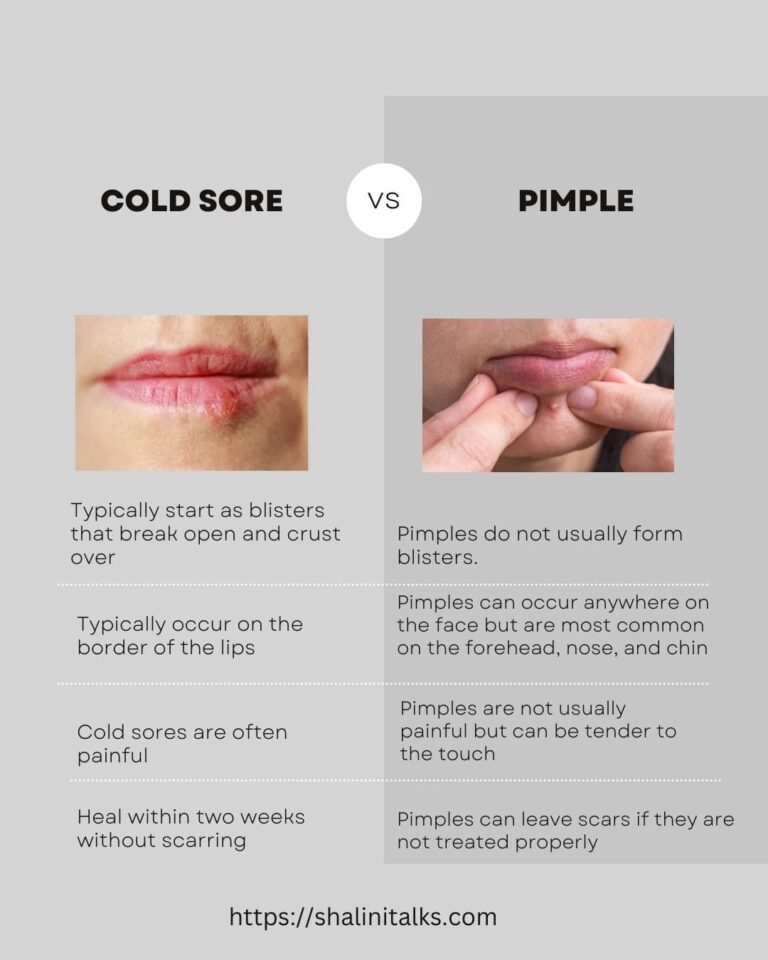 COLD SORE
VS
PIMPLE
Typically start as blisters
that break open and crust
over
Pimples do not usually form
blisters.
Typically occur on the
border of the lips
Pimples can occur anywhere on
the face but are most common
on the forehead, nose, and chin
Cold sores are often
painful
Pimples are not usually
painful but can be tender to
the touch
Heal within two weeks
without scarring
Pimples can leave scars if they are
not treated properly
https://shalinitalks.com